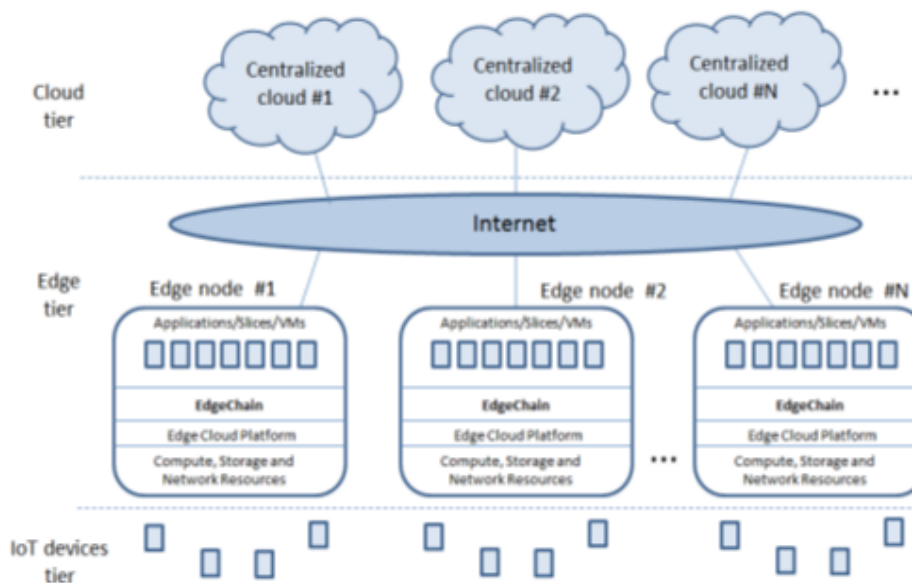 Centralized
cloud #1
Centralized
cloud #2
Centralized
cloud #N
...
Cloud
tier
Internet
Edge
tier
Edge node #1
Edge node #2
Edge node #N
Applications/Slices/VMs
EdgeChain
Edge Cloud Platform
Compute, Storage and
Network Resources
Applications/Slices/VMs
EdgeChain
Edge Cloud Platform
Compute, Storage and
Network Resources
...
Applications/Slices/VMs
EdgeChain
Edge Cloud Platform
Compute, Storage and
Network Resources
IoT devices
tier